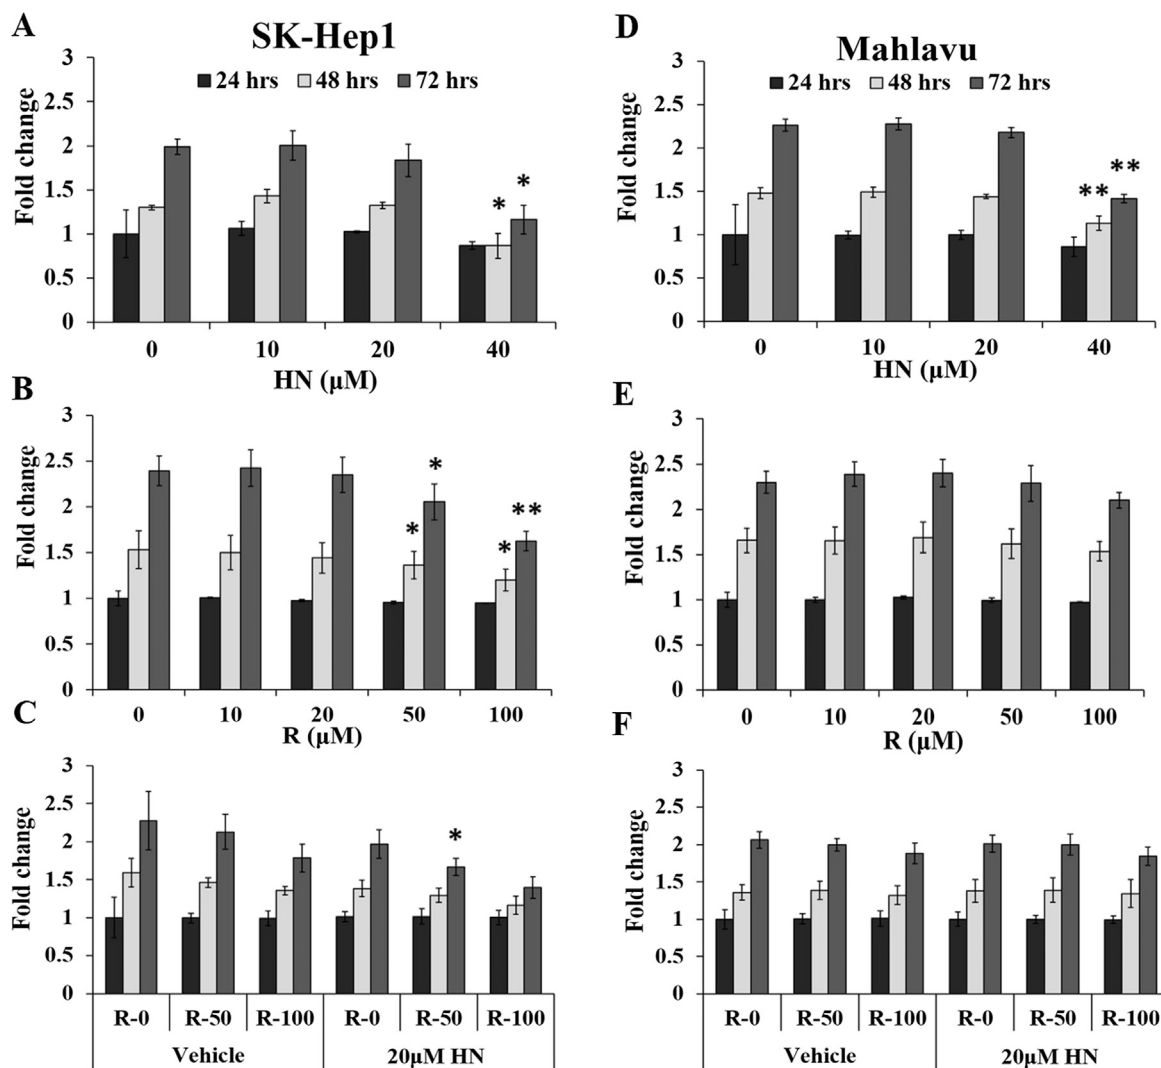 A
SK-Hep1
24 hrs 48 hrs 72 hrs
Fold change
3
2.5
2
1.5
1
0.5
0
* *
0 10 20 40
HN (µM)
D
Mahlavu
24 hrs 48 hrs 72 hrs
Fold change
3
2.5
2
1.5
1
0.5
0
** **
0 10 20 40
HN (µM)
B
Fold change
3
2.5
2
1.5
1
0.5
0
* * * **
0 10 20 50 100
R (µM)
E
Fold change
3
2.5
2
1.5
1
0.5
0
0 10 20 50 100
R (µM)
C
Fold change
3
2.5
2
1.5
1
0.5
0
*
R-0 R-50 R-100 R-0 R-50 R-100
Vehicle 20µM HN
F
Fold change
3
2.5
2
1.5
1
0.5
0
R-0 R-50 R-100 R-0 R-50 R-100
Vehicle 20µM HN